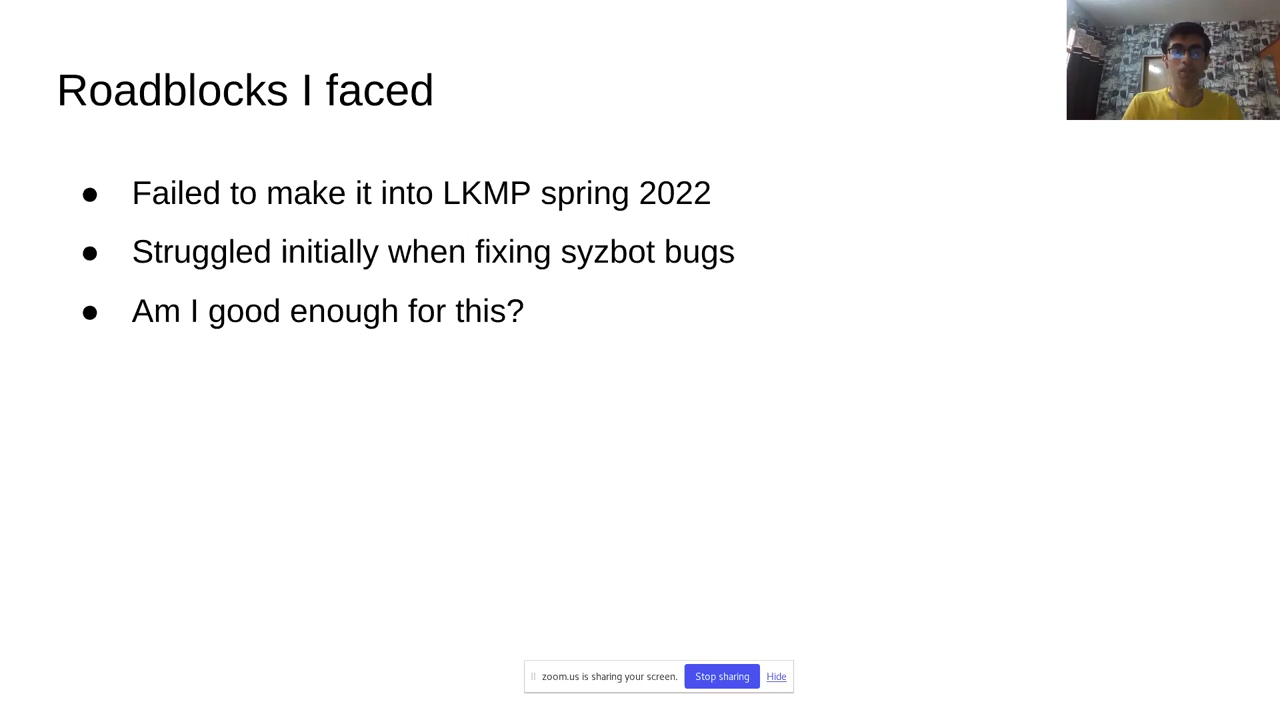 Roadblocks I faced
● Failed to make it into LKMP spring 2022
● Struggled initially when fixing syzbot bugs
● Am I good enough for this?
zoom.us is sharing your screen. Stop sharing Hide